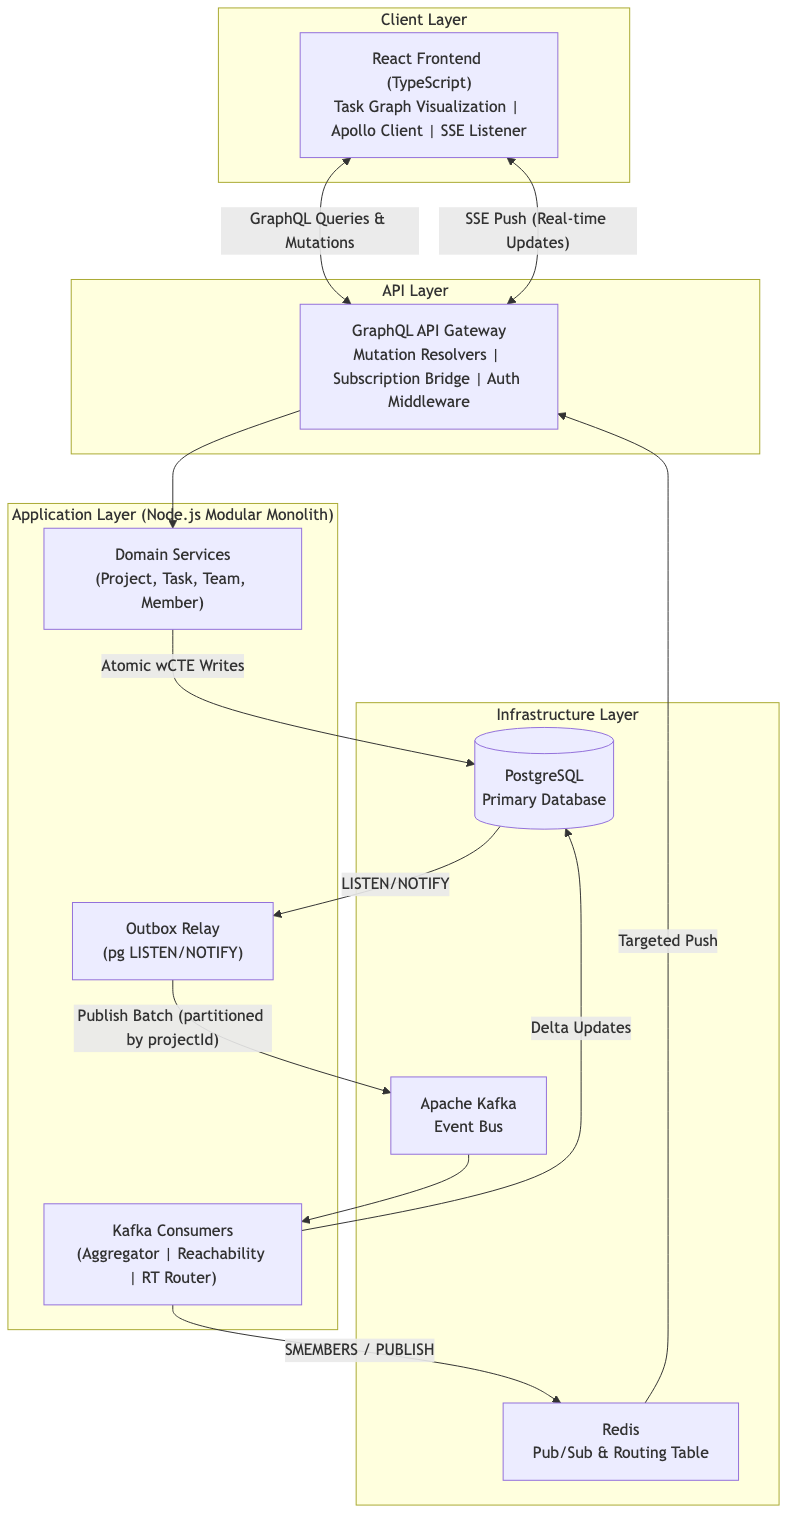 Client Layer
React Frontend
(TypeScript)
Task Graph Visualization |
Apollo Client | SSE Listener
GraphQL Queries &
Mutations
SSE Push (Real-time
Updates)
API Layer
GraphQL API Gateway
Mutation Resolvers |
Subscription Bridge | Auth
Middleware
Application Layer (Node.js Modular Monolith)
Domain Services
(Project, Task, Team,
Member)
Atomic wCTE Writes
Infrastructure Layer
PostgreSQL
Primary Database
LISTEN/NOTIFY
Outbox Relay
(pg LISTEN/NOTIFY)
Targeted Push
Publish Batch (partitioned
by projectId)
Delta Updates
Apache Kafka
Event Bus
Kafka Consumers
(Aggregator | Reachability
| RT Router)
SMEMBERS / PUBLISH
Redis
Pub/Sub & Routing Table